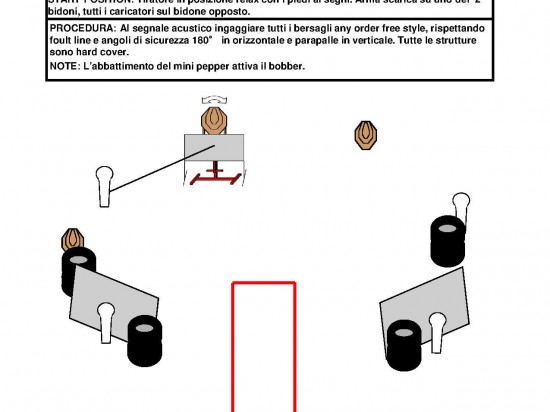 START POSITION: Tiratore in posizione relax con i piedi ai segni. Arma scarica su uno dei 2
bidoni, tutti i caricatori sul bidone opposto.
PROCEDURA: Al segnale acustico ingaggiare tutti i bersagli any order free style, rispettando
foult line e angoli di sicurezza 180° in orizzontale e parapalle in verticale. Tutte le strutture
sono hard cover.
NOTE: L'abbattimento del mini pepper attiva il bobber.